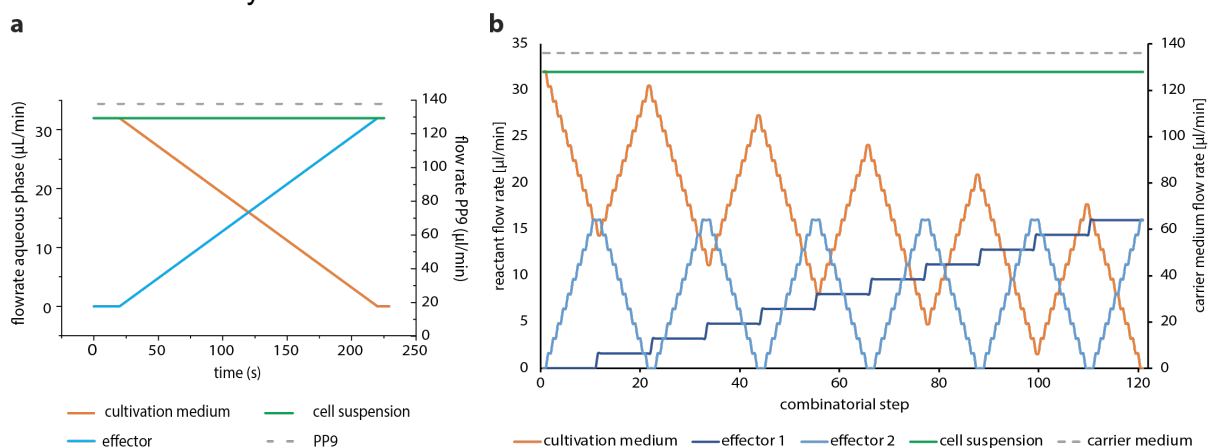 a
b
flowrate aqueous phase (µL/min)
30
20
10
0
140
120
130
100
80
60
40
20
0
flow rate PP9 (µl/min)
0
50
100
150
200
250
time (s)
cultivation medium
cell suspension
effector
PP9
reactant flow rate [µl/min]
35
30
25
20
15
10
5
0
140
120
100
80
60
40
20
0
carrier medium flow rate [µl/min]
0
20
40
60
80
100
120
combinatorial step
cultivation medium
effector 1
effector 2
cell suspension
carrier medium